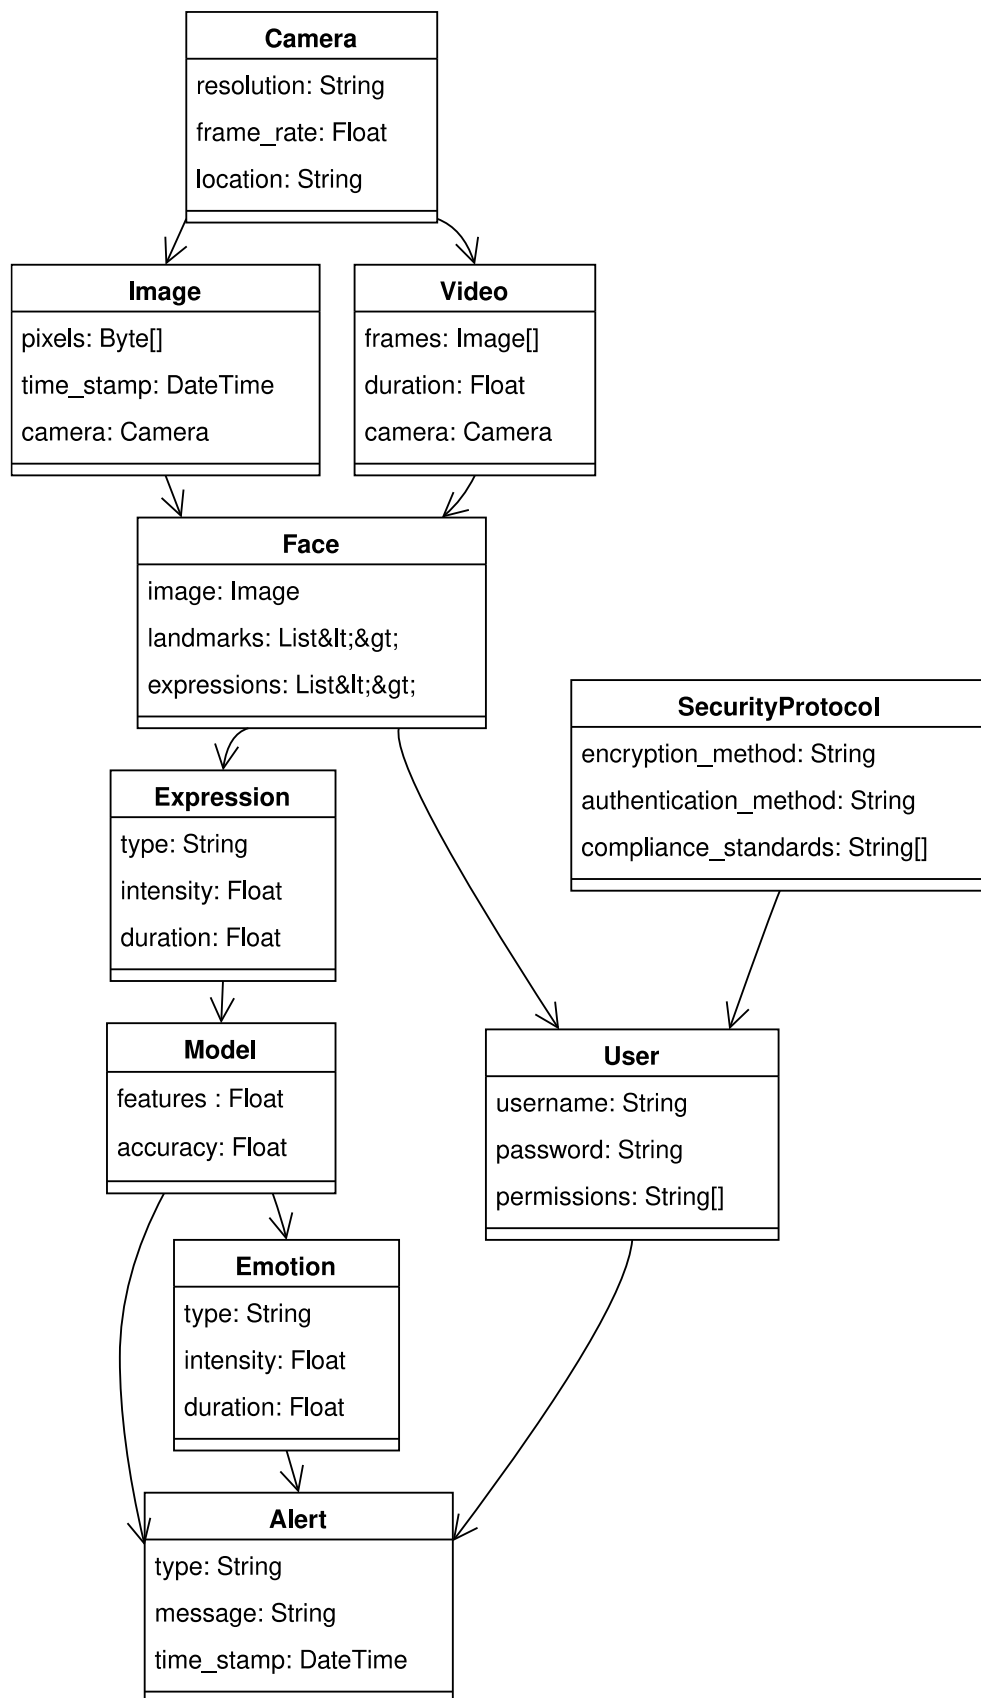 Camera
resolution: String
frame_rate: Float
location: String
Image
pixels: Byte[]
time_stamp: DateTime
camera: Camera
Video
frames: Image[]
duration: Float
camera: Camera
Face
image: Image
landmarks: List&lt;&gt;
expressions: List&lt;&gt;
SecurityProtocol
encryption_method: String
authentication_method: String
compliance_standards: String[]
Expression
type: String
intensity: Float
duration: Float
Model
features : Float
accuracy: Float
User
username: String
password: String
permissions: String[]
Emotion
type: String
intensity: Float
duration: Float
Alert
type: String
message: String
time_stamp: DateTime